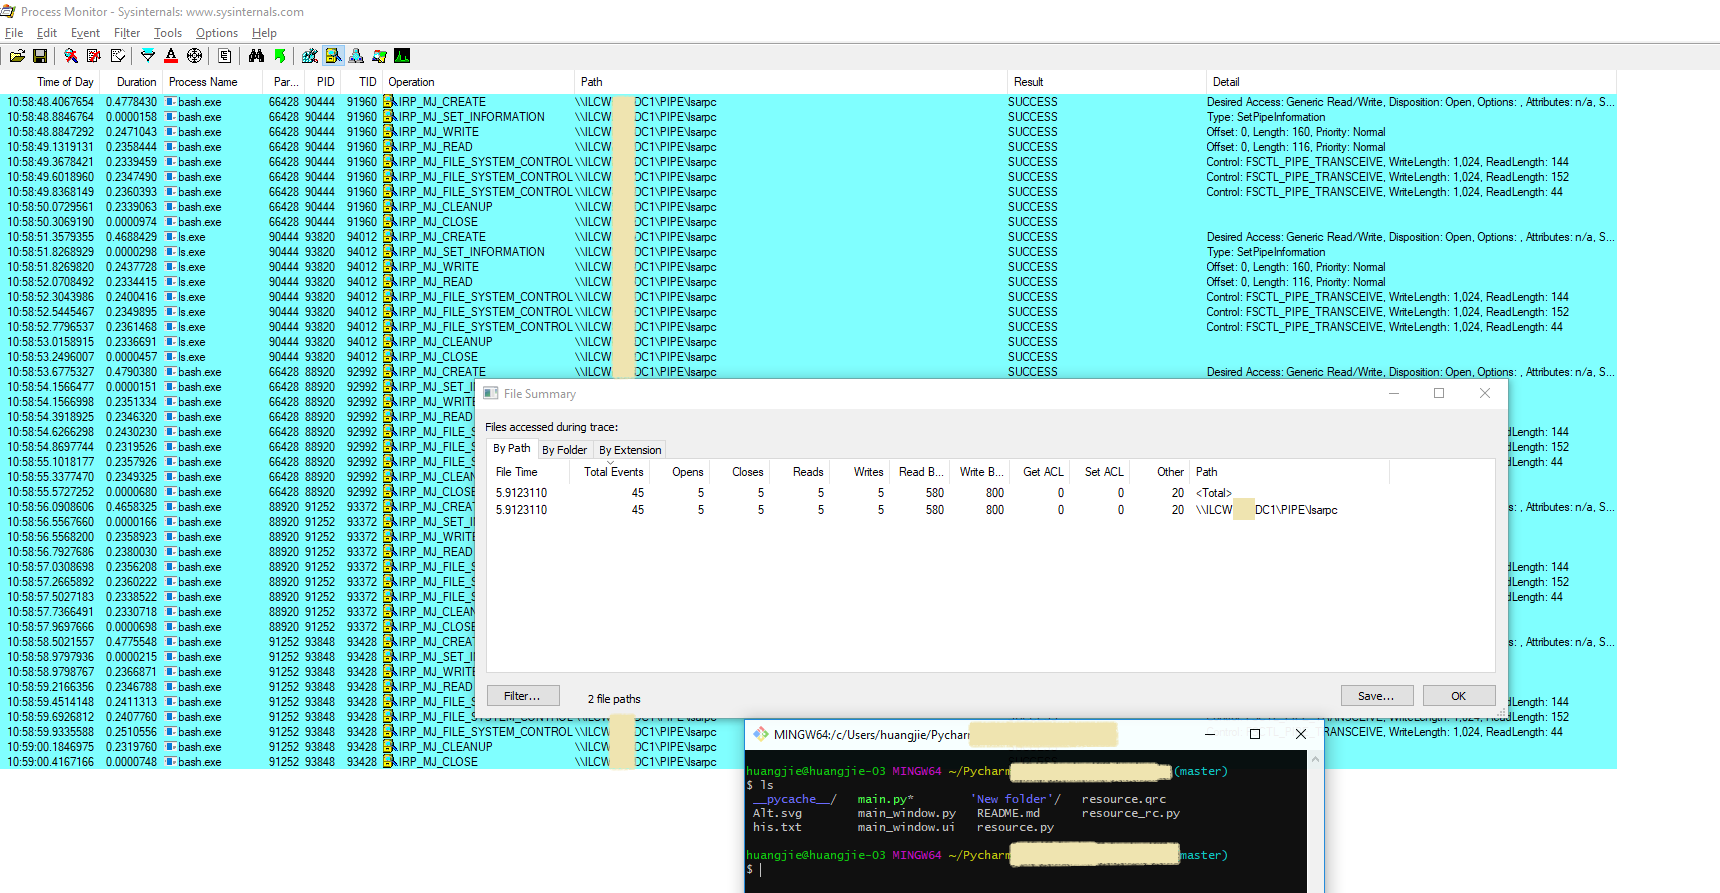 Process Monitor - Sysinternals: www.sysinternals.com
File Edit Event Filter Tools Options Help
Time of Day Duration Process Name Par... PID TID Operation Path Result Detail
10:58:48.4067654 0.4778430 bash.exe 66428 90444 91960 IRP_MJ_CREATE \\ILCW DC1\PIPE\lsarpc SUCCESS Desired Access: Generic Read/Write, Disposition: Open, Options: , Attributes: n/a, S...
10:58:48.8846764 0.0000158 bash.exe 66428 90444 91960 IRP_MJ_SET_INFORMATION \\ILCW DC1\PIPE\lsarpc SUCCESS Type: SetPipeInformation
10:58:48.8847292 0.2471043 bash.exe 66428 90444 91960 IRP_MJ_WRITE \\ILCW DC1\PIPE\lsarpc SUCCESS Offset: 0, Length: 160, Priority: Normal
10:58:49.1319131 0.2358444 bash.exe 66428 90444 91960 IRP_MJ_READ \\ILCW DC1\PIPE\lsarpc SUCCESS Offset: 0, Length: 116, Priority: Normal
10:58:49.3678421 0.2339459 bash.exe 66428 90444 91960 IRP_MJ_FILE_SYSTEM_CONTROL \\ILCW DC1\PIPE\lsarpc SUCCESS Control: FSCTL_PIPE_TRANSCEIVE, WriteLength: 1,024, ReadLength: 144
10:58:49.6018960 0.2347490 bash.exe 66428 90444 91960 IRP_MJ_FILE_SYSTEM_CONTROL \\ILCW DC1\PIPE\lsarpc SUCCESS Control: FSCTL_PIPE_TRANSCEIVE, WriteLength: 1,024, ReadLength: 152
10:58:49.8368149 0.2360393 bash.exe 66428 90444 91960 IRP_MJ_FILE_SYSTEM_CONTROL \\ILCW DC1\PIPE\lsarpc SUCCESS Control: FSCTL_PIPE_TRANSCEIVE, WriteLength: 1,024, ReadLength: 44
10:58:50.0729561 0.2339063 bash.exe 66428 90444 91960 IRP_MJ_CLEANUP \\ILCW DC1\PIPE\lsarpc SUCCESS
10:58:50.3069190 0.0000974 bash.exe 66428 90444 91960 IRP_MJ_CLOSE \\ILCW DC1\PIPE\lsarpc SUCCESS
10:58:51.3579355 0.4688429 ls.exe 90444 93820 94012 IRP_MJ_CREATE \\ILCW DC1\PIPE\lsarpc SUCCESS Desired Access: Generic Read/Write, Disposition: Open, Options: , Attributes: n/a, S...
10:58:51.8268929 0.0000298 ls.exe 90444 93820 94012 IRP_MJ_SET_INFORMATION \\ILCW DC1\PIPE\lsarpc SUCCESS Type: SetPipeInformation
10:58:51.8269820 0.2437728 ls.exe 90444 93820 94012 IRP_MJ_WRITE \\ILCW DC1\PIPE\lsarpc SUCCESS Offset: 0, Length: 160, Priority: Normal
10:58:52.0708492 0.2334415 ls.exe 90444 93820 94012 IRP_MJ_READ \\ILCW DC1\PIPE\lsarpc SUCCESS Offset: 0, Length: 116, Priority: Normal
10:58:52.3043986 0.2400416 ls.exe 90444 93820 94012 IRP_MJ_FILE_SYSTEM_CONTROL \\ILCW DC1\PIPE\lsarpc SUCCESS Control: FSCTL_PIPE_TRANSCEIVE, WriteLength: 1,024, ReadLength: 144
10:58:52.5445467 0.2349895 ls.exe 90444 93820 94012 IRP_MJ_FILE_SYSTEM_CONTROL \\ILCW DC1\PIPE\lsarpc SUCCESS Control: FSCTL_PIPE_TRANSCEIVE, WriteLength: 1,024, ReadLength: 152
10:58:52.7796537 0.2361468 ls.exe 90444 93820 94012 IRP_MJ_FILE_SYSTEM_CONTROL \\ILCW DC1\PIPE\lsarpc SUCCESS Control: FSCTL_PIPE_TRANSCEIVE, WriteLength: 1,024, ReadLength: 44
10:58:53.0158915 0.2336691 ls.exe 90444 93820 94012 IRP_MJ_CLEANUP \\ILCW DC1\PIPE\lsarpc SUCCESS
10:58:53.2496007 0.0000457 ls.exe 90444 93820 94012 IRP_MJ_CLOSE \\ILCW DC1\PIPE\lsarpc SUCCESS
10:58:53.6775327 0.4790380 bash.exe 66428 88920 92992 IRP_MJ_CREATE \\ILCW DC1\PIPE\lsarpc SUCCESS Desired Access: Generic Read/Write, Disposition: Open, Options: , Attributes: n/a, S...
10:58:54.1566477 0.0000151 bash.exe 66428 88920 92992 IRP_MJ_SET_I
10:58:54.1566998 0.2351334 bash.exe 66428 88920 92992 IRP_MJ_WRIT
10:58:54.3918925 0.2346320 bash.exe 66428 88920 92992 IRP_MJ_READ
10:58:54.6266298 0.2430230 bash.exe 66428 88920 92992 IRP_MJ_FILE_S dLength: 144
10:58:54.8697744 0.2319526 bash.exe 66428 88920 92992 IRP_MJ_FILE_S dLength: 152
10:58:55.1018177 0.2357926 bash.exe 66428 88920 92992 IRP_MJ_FILE_S dLength: 44
10:58:55.3377470 0.2349325 bash.exe 66428 88920 92992 IRP_MJ_CLEAN
10:58:55.5727252 0.0000680 bash.exe 66428 88920 92992 IRP_MJ_CLOSE
10:58:56.0908606 0.4658325 bash.exe 88920 91252 93372 IRP_MJ_CREAT s: , Attributes: n/a, S...
10:58:56.5567660 0.0000166 bash.exe 88920 91252 93372 IRP_MJ_SET_I
10:58:56.5568200 0.2358923 bash.exe 88920 91252 93372 IRP_MJ_WRIT
10:58:56.7927686 0.2380030 bash.exe 88920 91252 93372 IRP_MJ_READ
10:58:57.0308698 0.2356208 bash.exe 88920 91252 93372 IRP_MJ_FILE_S dLength: 144
10:58:57.2665892 0.2360222 bash.exe 88920 91252 93372 IRP_MJ_FILE_S dLength: 152
10:58:57.5027183 0.2338522 bash.exe 88920 91252 93372 IRP_MJ_FILE_S dLength: 44
10:58:57.7366491 0.2330718 bash.exe 88920 91252 93372 IRP_MJ_CLEAN
10:58:57.9697666 0.0000698 bash.exe 88920 91252 93372 IRP_MJ_CLOSE
10:58:58.5021557 0.4775548 bash.exe 91252 93848 93428 IRP_MJ_CREAT s: , Attributes: n/a, S...
10:58:58.9797936 0.0000215 bash.exe 91252 93848 93428 IRP_MJ_SET_I
10:58:58.9798767 0.2366871 bash.exe 91252 93848 93428 IRP_MJ_WRIT
10:58:59.2166356 0.2346788 bash.exe 91252 93848 93428 IRP_MJ_READ
10:58:59.4514148 0.2411313 bash.exe 91252 93848 93428 IRP_MJ_FILE_S dLength: 144
10:58:59.6926812 0.2407760 bash.exe 91252 93848 93428 IRP_MJ_FILE_SYSTEM_CONTROL \\ILCW DC1\PIPE\lsarpc SUCCESS Control: FSCTL_PIPE_TRANSCEIVE, WriteLength: 1,024, ReadLength: 152
10:58:59.9335588 0.2510556 bash.exe 91252 93848 93428 IRP_MJ_FILE_SYSTEM_CONTROL \\ILCW DC1\PIPE\lsarpc Control: FSCTL_PIPE_TRANSCEIVE, WriteLength: 1,024, ReadLength: 44
10:59:00.1846975 0.2319760 bash.exe 91252 93848 93428 IRP_MJ_CLEANUP \\ILCW DC1\PIPE\lsarpc
10:59:00.4167166 0.0000748 bash.exe 91252 93848 93428 IRP_MJ_CLOSE \\ILCW DC1\PIPE\lsarpc
File Summary
Files accessed during trace:
By Path By Folder By Extension
File Time Total Events Opens Closes Reads Writes Read B... Write B... Get ACL Set ACL Other Path
5.9123110 45 5 5 5 5 580 800 0 0 20 <Total>
5.9123110 45 5 5 5 5 580 800 0 0 20 \\ILCW DC1\PIPE\lsarpc
Filter... 2 file paths Save... OK
MINGW64:/c/Users/huangjie/Pycharm
huangjie@huangjie-O3 MINGW64 ~/Pycharm (master)
$ ls
__pycache__/ main.py* 'New folder'/ resource.qrc
Alt.svg main_window.py README.md resource_rc.py
his.txt main_window.ui resource.py
huangjie@huangjie-O3 MINGW64 ~/Pycharm master)
$